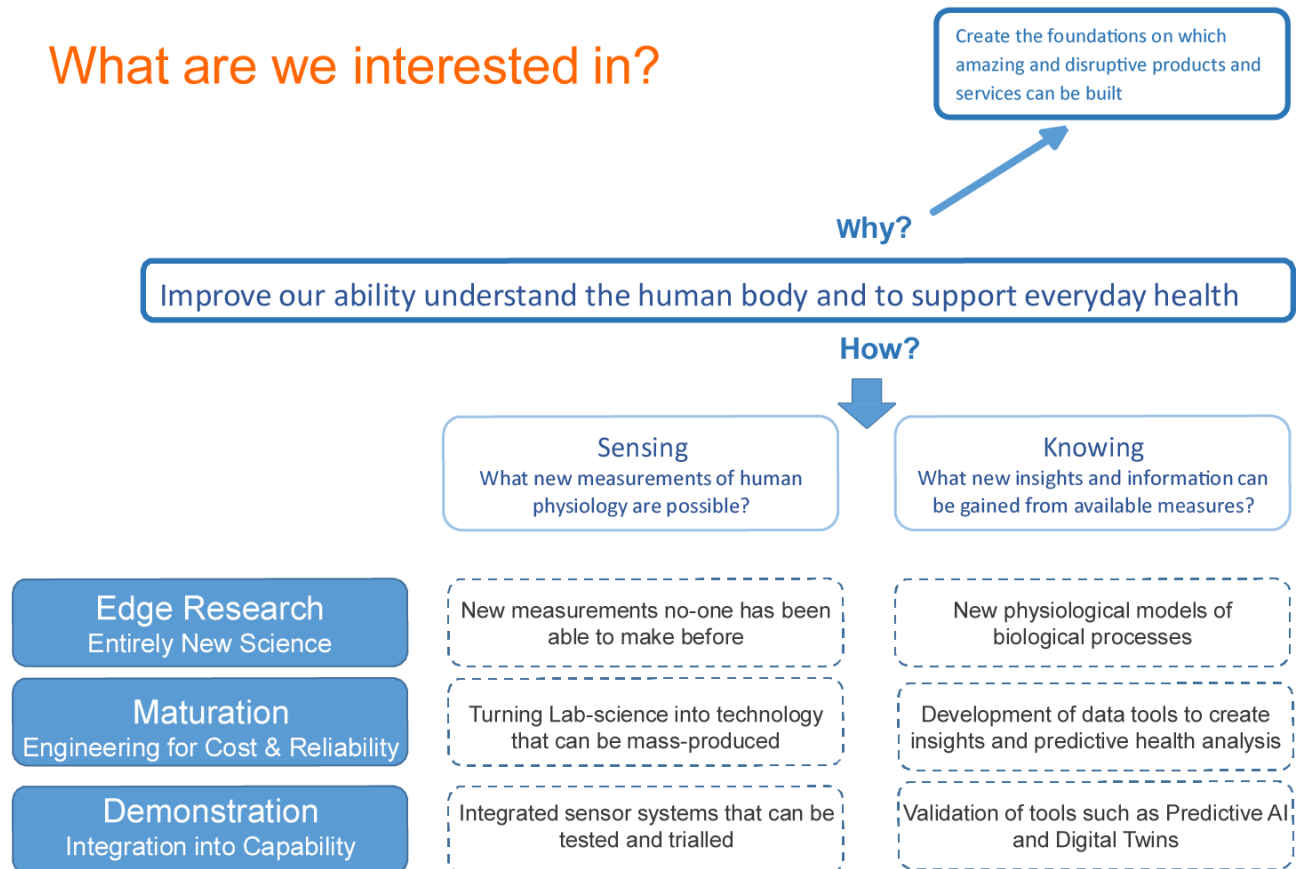 What are we interested in?
Create the foundations on which
amazing and disruptive products and
services can be built
Why?
Improve our ability understand the human body and to support everyday health
How?
Sensing
What new measurements of human
physiology are possible?
Knowing
What new insights and information can
be gained from available measures?
Edge Research
Entirely New Science
New measurements no-one has been
able to make before
New physiological models of
biological processes
Maturation
Engineering for Cost & Reliability
Turning Lab-science into technology
that can be mass-produced
Development of data tools to create
insights and predictive health analysis
Demonstration
Integration into Capability
Integrated sensor systems that can be
tested and trialled
Validation of tools such as Predictive AI
and Digital Twins